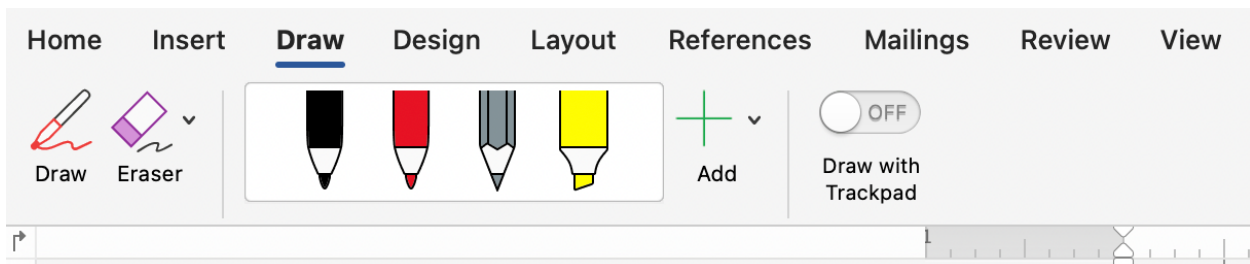 Home Insert Draw Design Layout References Mailings Review View
OFF
Draw Eraser Add Draw with
Trackpad
1